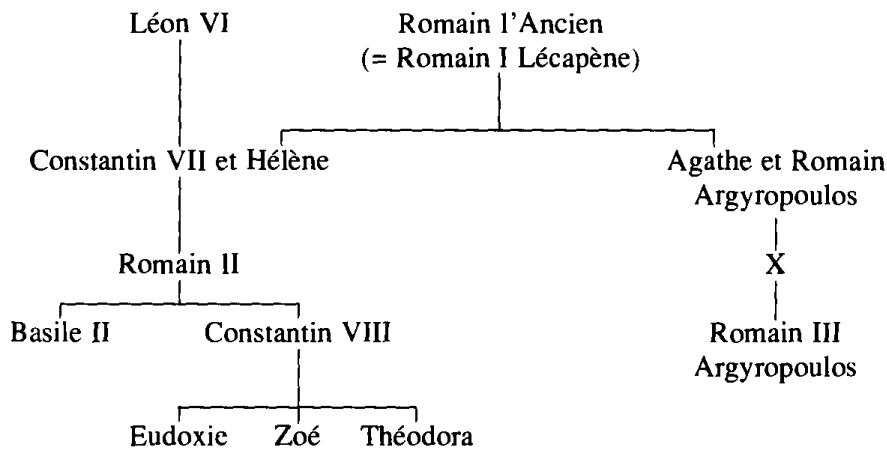 Léon VI
Romain l'Ancien
(= Romain I Lécapène)
Constantin VII et Hélène
Agathe et Romain
Argyropoulos
Romain II
X
Basile II
Constantin VIII
Romain III
Argyropoulos
Eudoxie
Zoé
Théodora